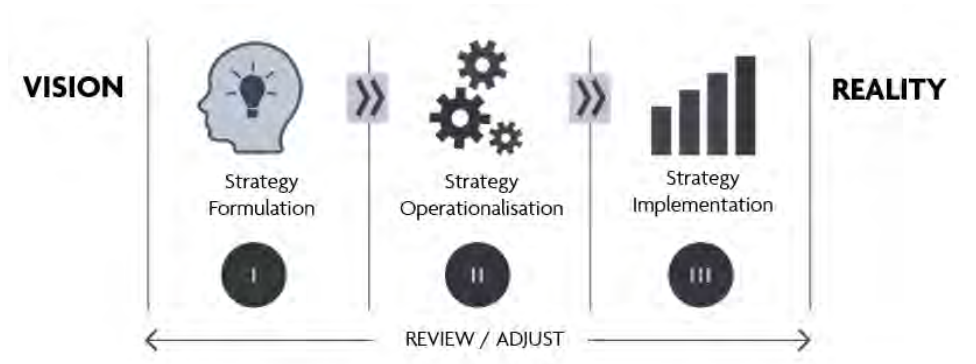 VISION
REALITY
Strategy
Formulation
Strategy
Operationalisation
Strategy
Implementation
I
II
III
REVIEW / ADJUST